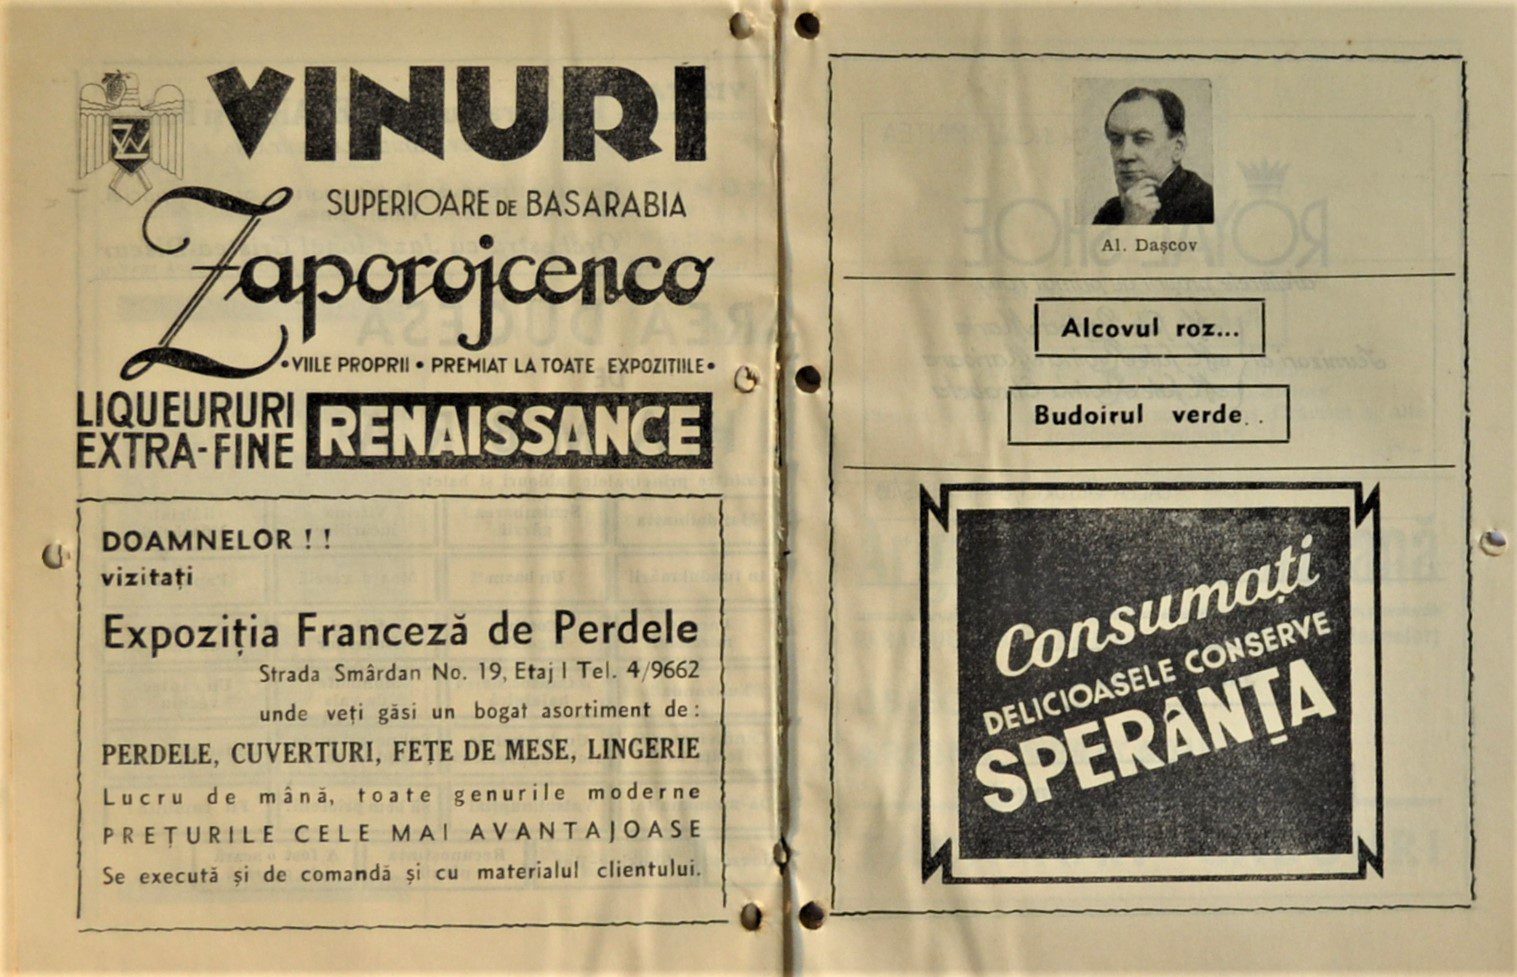 VINURI
SUPERIOARE DE BASARABIA
Zaporojcenco
• VIILE PROPRII • PREMIAT LA TOATE EXPOZITIILE •
LIQUEURURI
EXTRA-FINE
RENAISSANCE
DOAMNELOR !!
vizitați
Expoziția Franceză de Perdele
Strada Smârdan No. 19, Etaj I Tel. 4/9662
unde veți găsi un bogat asortiment de:
PERDELE, CUVERTURI, FEȚE DE MESE, LINGERIE
Lucru de mână, toate genurile moderne
PREȚURILE CELE MAI AVANTAJOASE
Se execută și de comandă și cu materialul clientului.
Al. Dașcov
Alcovul roz...
Budoirul verde..
Consumați
DELICIOASELE CONSERVE
SPERÂNȚA
ROYAL SHOE